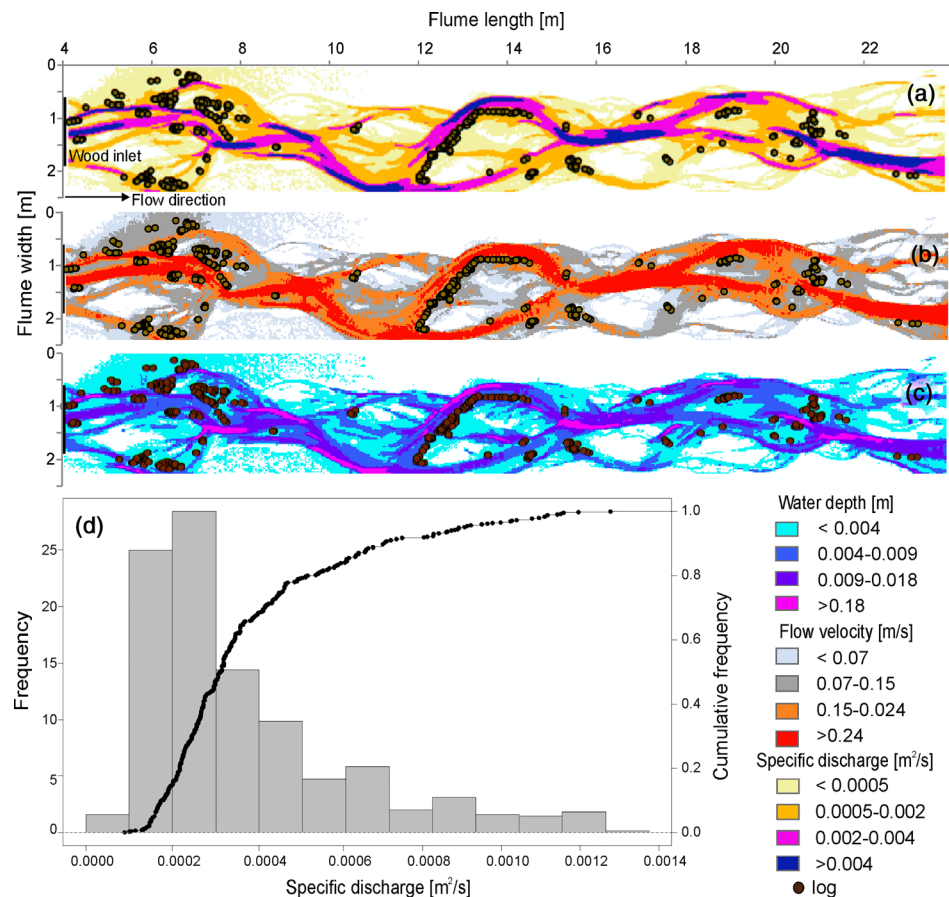 Flume length [m]
4 6 8 10 12 14 16 18 20 22
0
1
2
(a)
Wood inlet
Flow direction
Flume width [m]
0
1
2
(b)
0
1
2
(c)
(d)
Frequency
25
20
15
10
5
0
Cumulative frequency
1.0
0.8
0.6
0.4
0.2
0.0
0.0000 0.0002 0.0004 0.0006 0.0008 0.0010 0.0012 0.0014
Specific discharge [m²/s]
Water depth [m]
< 0.004
0.004-0.009
0.009-0.018
>0.18
Flow velocity [m/s]
< 0.07
0.07-0.15
0.15-0.024
>0.24
Specific discharge [m²/s]
< 0.0005
0.0005-0.002
0.002-0.004
>0.004
log